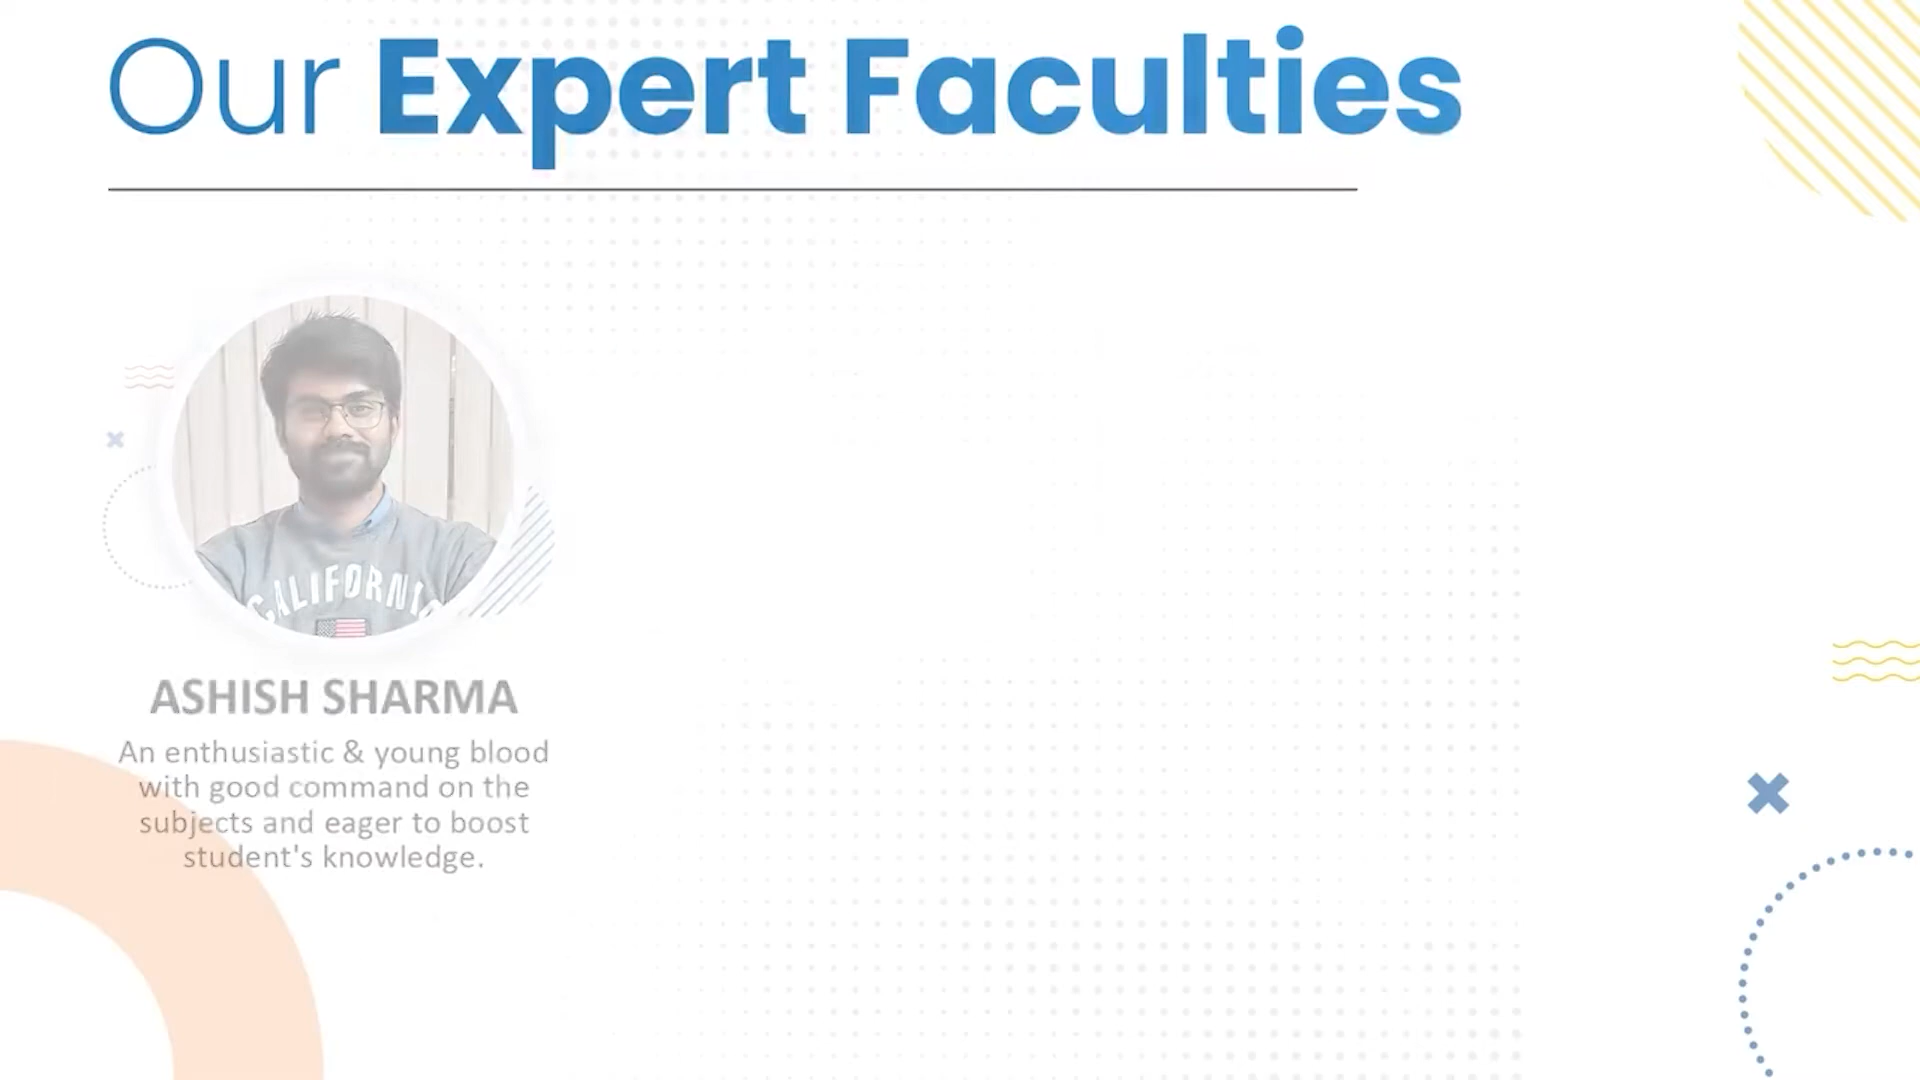 Our Expert Faculties
CALIFORNIA
ASHISH SHARMA
An enthusiastic & young blood
with good command on the
subjects and eager to boost
student's knowledge.